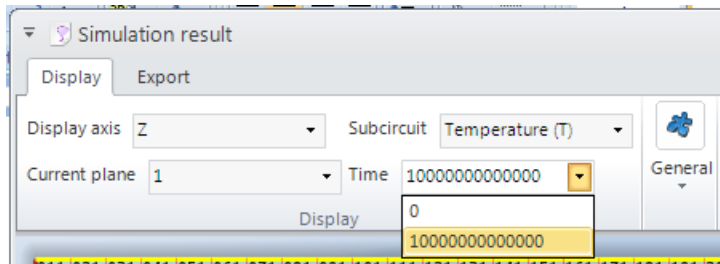 Simulation result
Display Export
Display axis Z Subcircuit Temperature (T)
Current plane 1 Time 10000000000000
General
Display
0
10000000000000